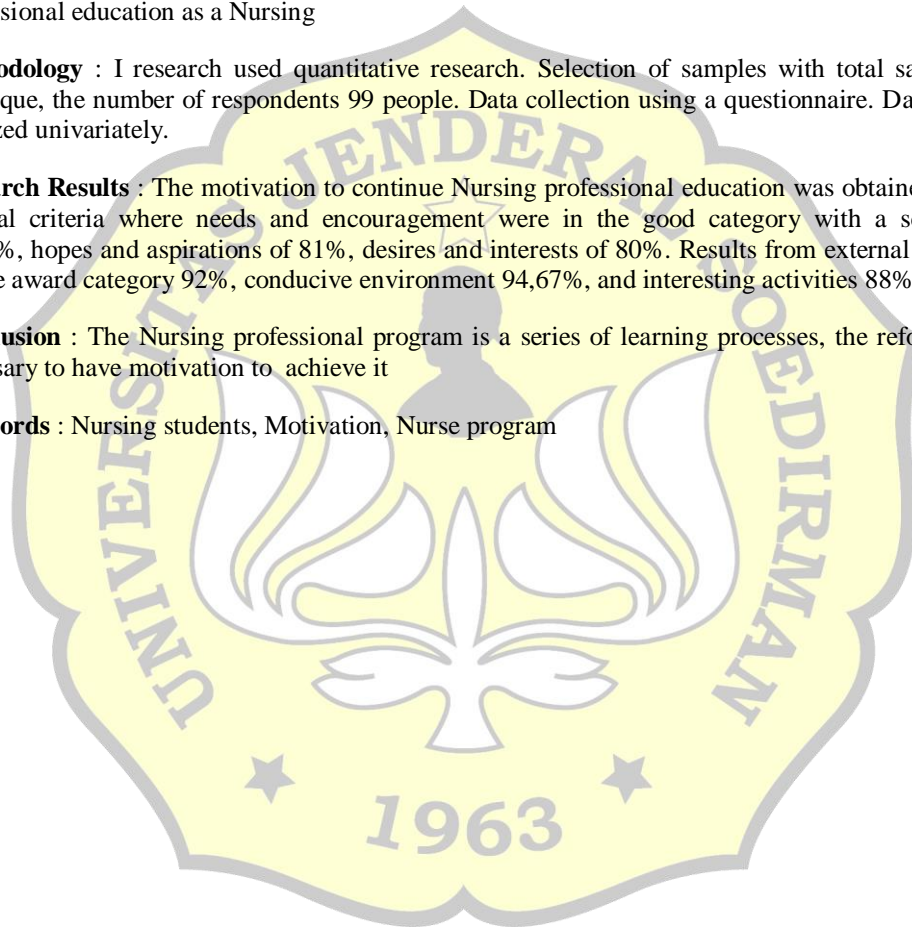 sional education as a Nursing
odology : I research used quantitative research. Selection of samples with total sa
que, the number of respondents 99 people. Data collection using a questionnaire. Da
zed univariately.
rch Results : The motivation to continue Nursing professional education was obtaine
al criteria where needs and encouragement were in the good category with a s
%, hopes and aspirations of 81%, desires and interests of 80%. Results from external
e award category 92%, conducive environment 94,67%, and interesting activities 88%
usion : The Nursing professional program is a series of learning processes, the refo
sary to have motivation to achieve it
ords : Nursing students, Motivation, Nurse program
UNIVERSITAS JENDERAL SOEDIRMAN
1963